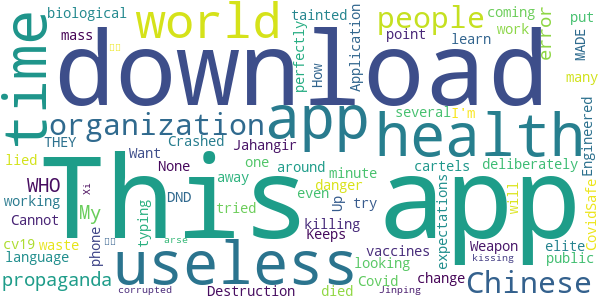 biological world people tainted coming put
mass time perfectly How Application point learn work error MADE
download
organization app health many
THEY Crashed Want Jahangir several I'm Engineered
lied WHO None one around minute cartels deliberately
This app
working My DND away even Up try danger will CovidSafe
Cannot Xi typing tried killing expectations
cv19 waste phone Keeps vaccines Weapon elite
language useless looking change public
propaganda arse Destruction died Covid kissing Chinese
corrupted Jinping